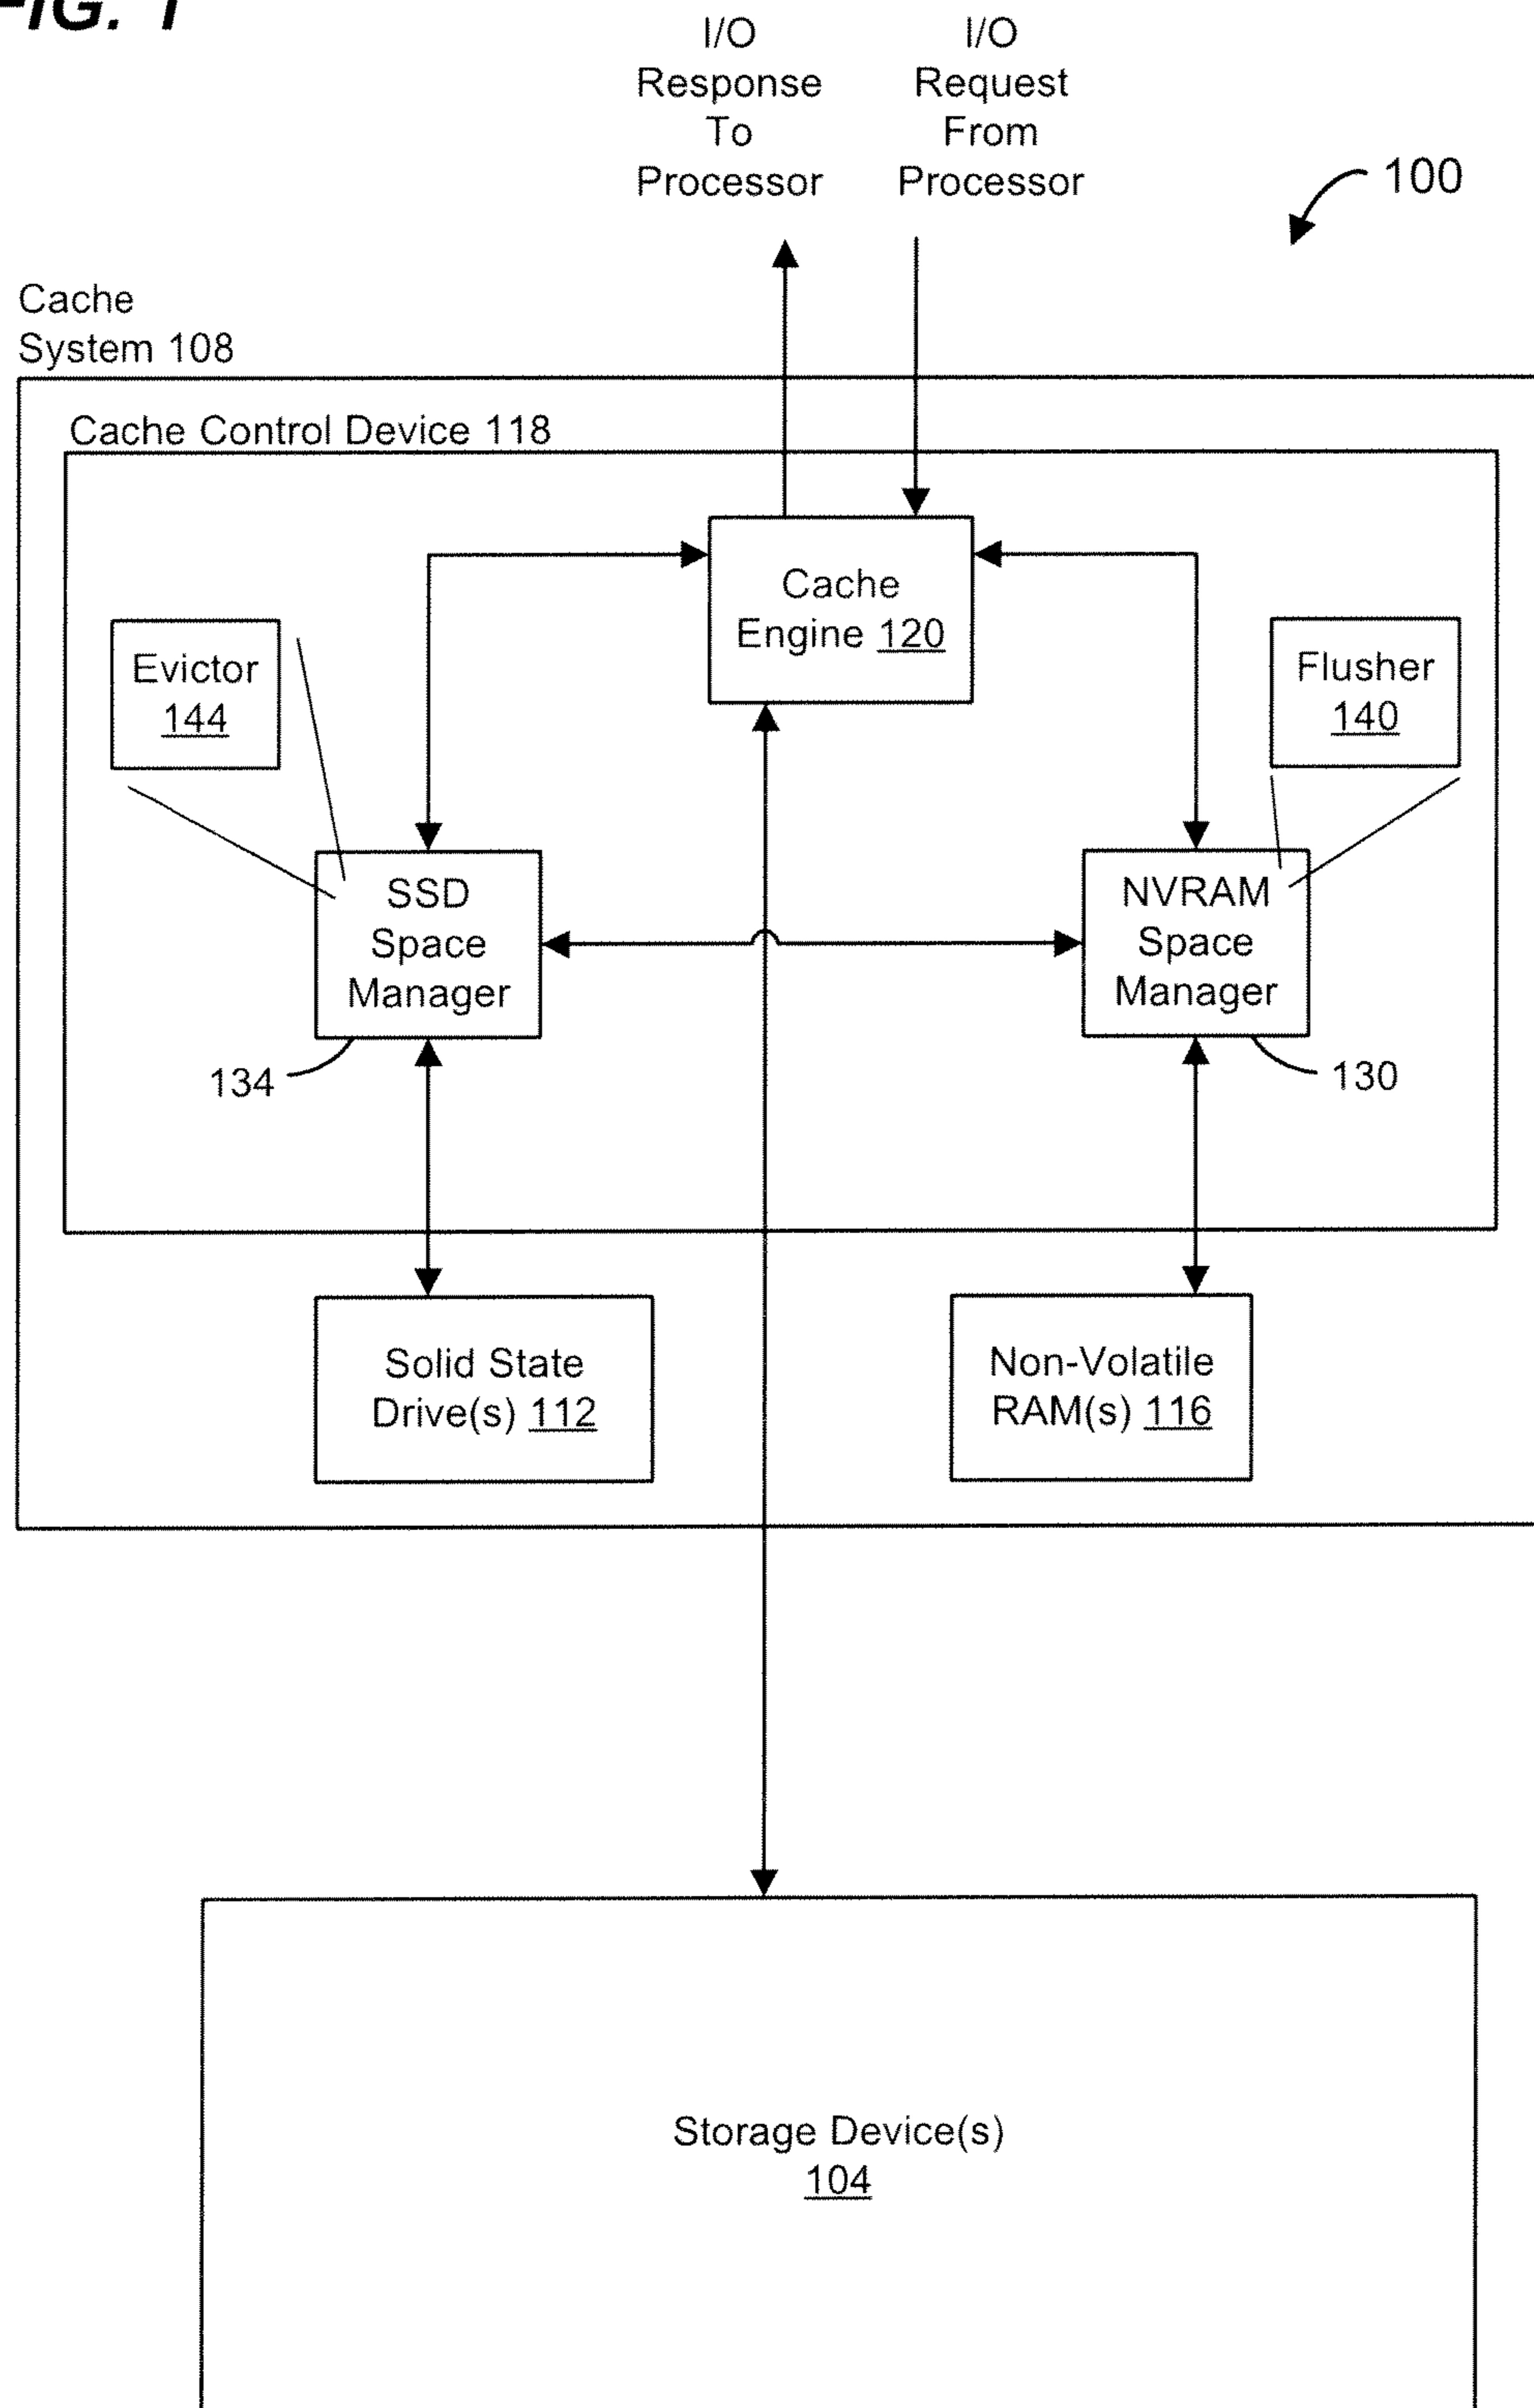 FIG. 1
I/O
Response
To
Processor
I/O
Request
From
Processor
100
Cache
System 108
Cache Control Device 118
Cache
Engine 120
Evictor
144
Flusher
140
SSD
Space
Manager
NVRAM
Space
Manager
134
130
Solid State
Drive(s) 112
Non-Volatile
RAM(s) 116
Storage Device(s)
104